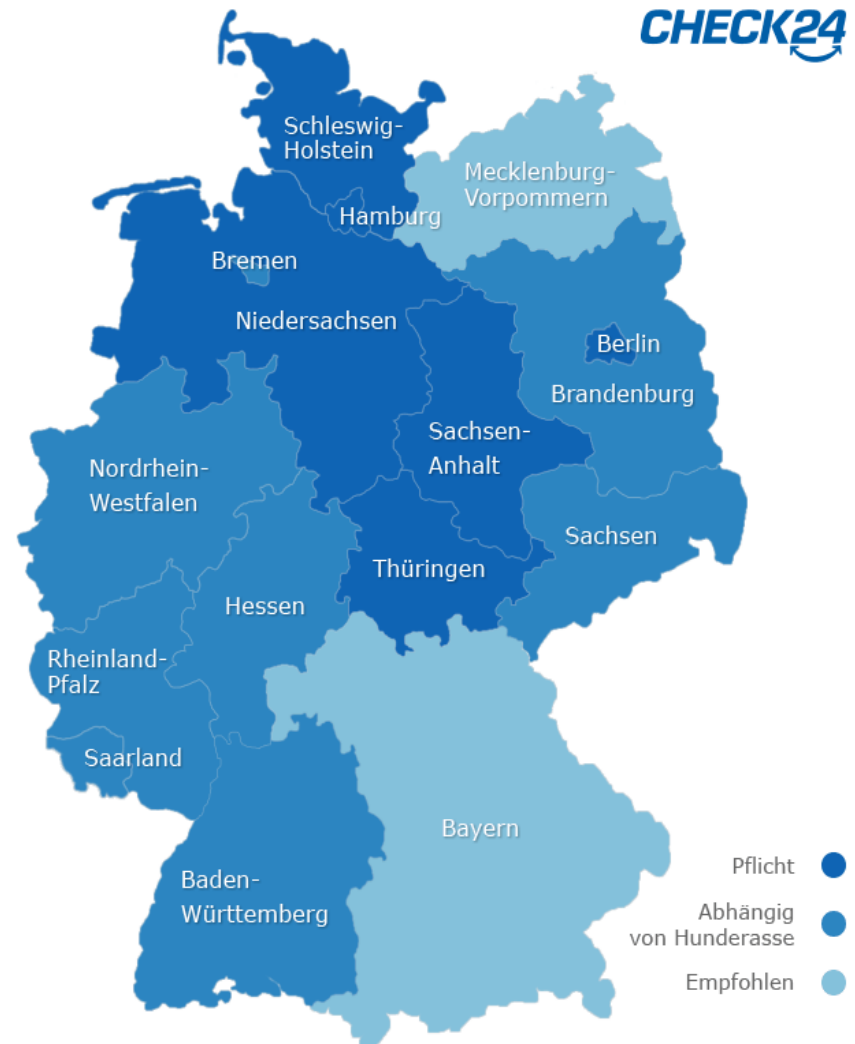 CHECK24
Schleswig-
Holstein
Mecklenburg-
Vorpommern
Hamburg
Bremen
Niedersachsen
Berlin
Brandenburg
Sachsen-
Anhalt
Nordrhein-
Westfalen
Sachsen
Thüringen
Hessen
Rheinland-
Pfalz
Saarland
Bayern
Baden-
Württemberg
Pflicht
Abhängig
von Hunderasse
Empfohlen